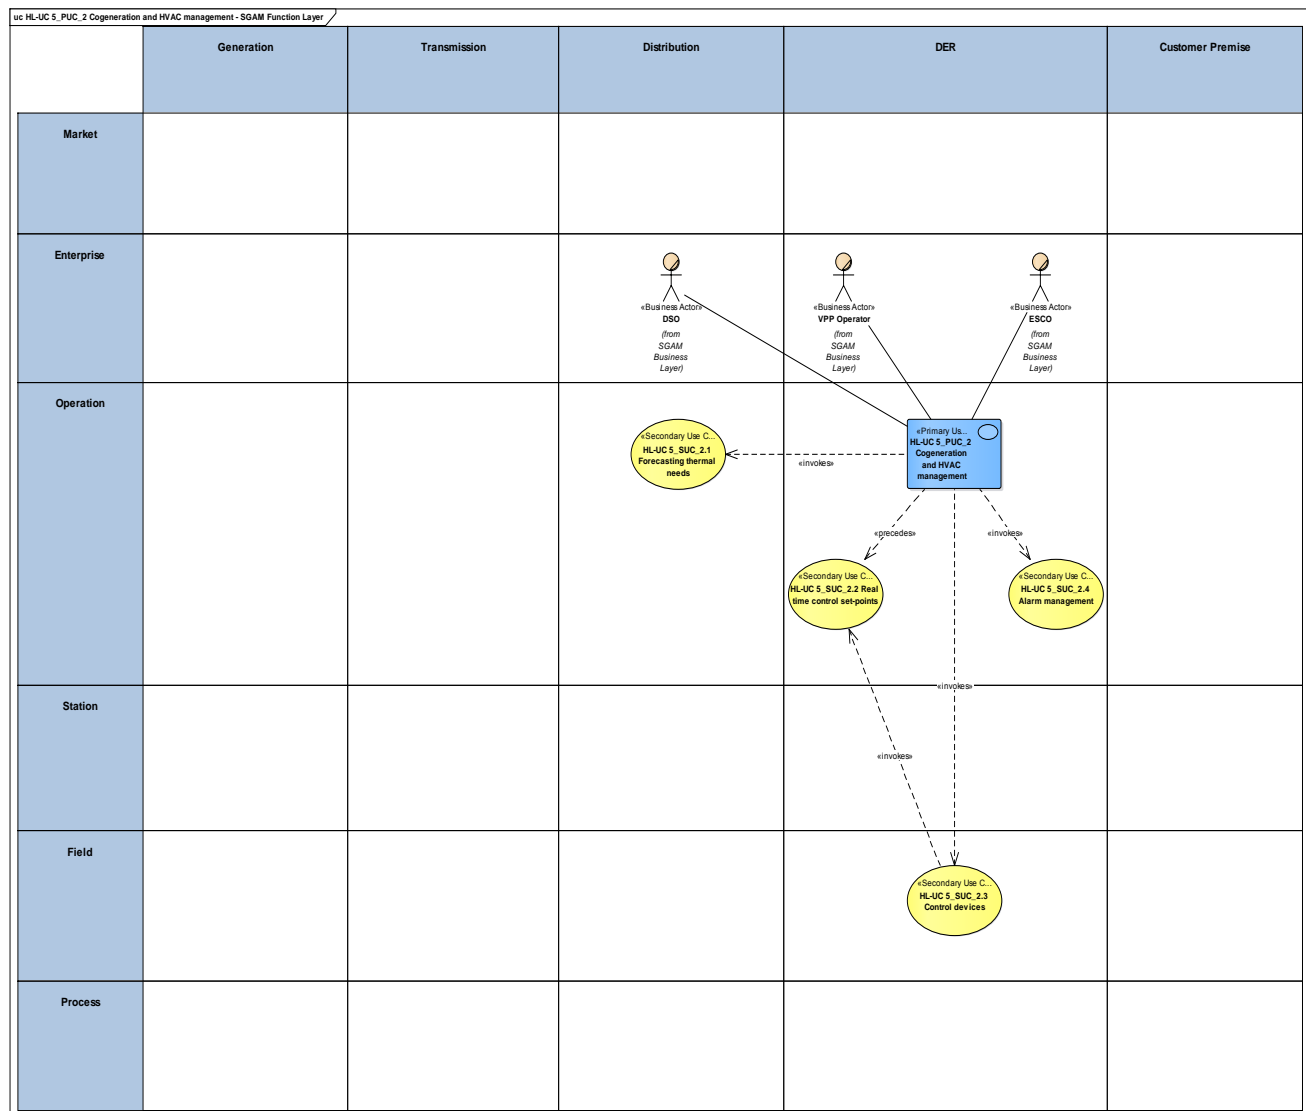 uc HL-UC 5_PUC_2 Cogeneration and HVAC management - SGAM Function Layer
Generation
Transmission
Distribution
DER
Customer Premise
Market
Enterprise
«Business Actor»
DSO
(from
SGAM
Business
Layer)
«Business Actor»
VPP Operator
(from
SGAM
Business
Layer)
«Business Actor»
ESCO
(from
SGAM
Business
Layer)
Operation
«Secondary Use C...
HL-UC 5_SUC_2.1
Forecasting thermal
needs
«invokes»
«Primary Us...
HL-UC 5_PUC_2
Cogeneration
and HVAC
management
«precedes»
«invokes»
«Secondary Use C...
HL-UC 5_SUC_2.2 Real
time control set-points
«Secondary Use C...
HL-UC 5_SUC_2.4
Alarm management
«invokes»
Station
«invokes»
Field
«Secondary Use C...
HL-UC 5_SUC_2.3
Control devices
Process